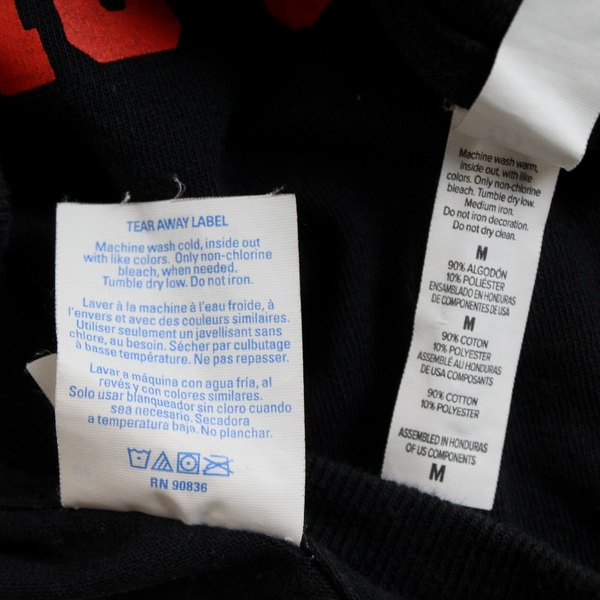 TEAR AWAY LABEL
Machine wash cold, inside out
with like colors. Only non-chlorine
bleach, when needed.
Tumble dry low. Do not iron.
Laver à la machine á l'eau froide, à
l'envers et avec des couleurs similaires.
Utiliser seulement un javellisant sans
chlore, au besoin. Sécher par culbutage
à basse température. Ne pas repasser.
Lavar a máquina con agua fría, al
revés y con colores similares.
Solo usar blanqueador sin cloro cuando
sea necesario. Secadora
a temperatura baja. No planchar.
RN 90836
Machine wash warm,
inside out, with like
colors. Only non-chlorine
bleach. Tumble dry low.
Medium iron.
Do not iron decoration.
Do not dry clean.
M
90% ALGODÓN
10% POLIÉSTER
ENSAMBLADO EN HONDURAS
DE COMPONENTES DE USA
M
90% COTON
10% POLYESTER
ASSEMBLÉ AU HONDURAS
DE USA COMPOSANTS
90% COTTON
10% POLYESTER
ASSEMBLED IN HONDURAS
OF US COMPONENTS
M